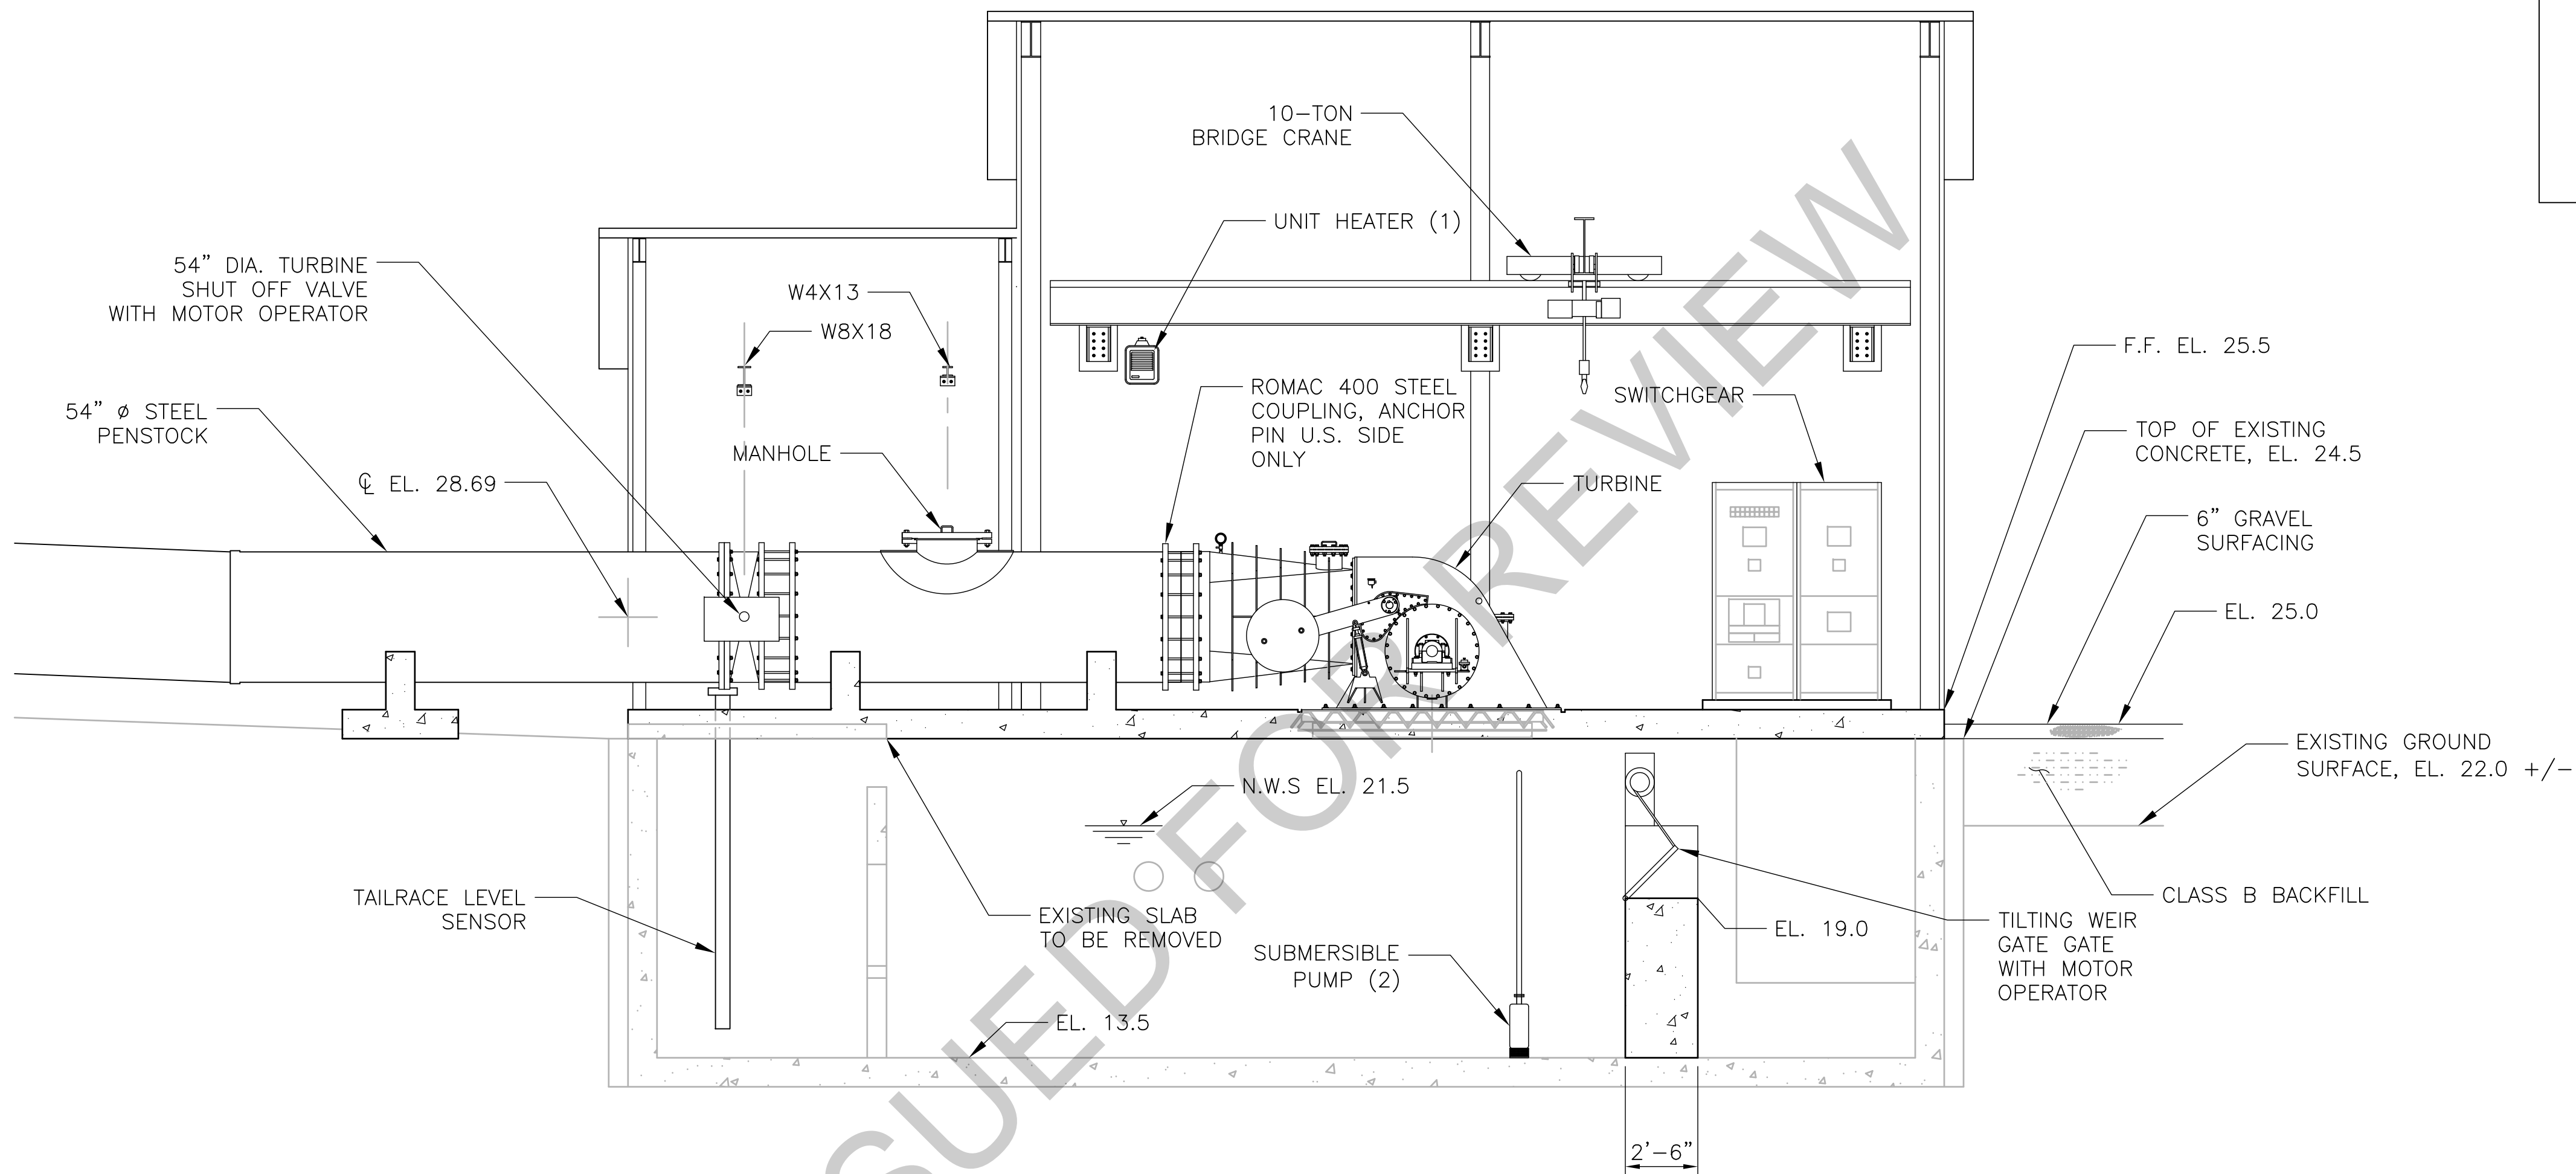 10-TON
BRIDGE CRANE
UNIT HEATER (1)
54" DIA. TURBINE
SHUT OFF VALVE
WITH MOTOR OPERATOR
W4X13
W8X18
F.F. EL. 25.5
ROMAC 400 STEEL
COUPLING, ANCHOR
PIN U.S. SIDE
ONLY
SWITCHGEAR
54" ø STEEL
PENSTOCK
TOP OF EXISTING
CONCRETE, EL. 24.5
MANHOLE
℄ EL. 28.69
TURBINE
6" GRAVEL
SURFACING
EL. 25.0
EXISTING GROUND
SURFACE, EL. 22.0 +/-
N.W.S EL. 21.5
TAILRACE LEVEL
SENSOR
EXISTING SLAB
TO BE REMOVED
CLASS B BACKFILL
EL. 19.0
TILTING WEIR
GATE GATE
WITH MOTOR
OPERATOR
SUBMERSIBLE
PUMP (2)
EL. 13.5
2'-6"
SUED FOR REVIEW